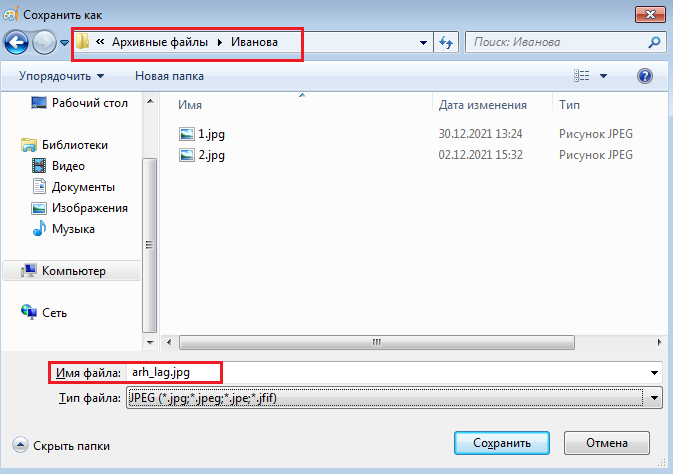 Сохранить как
« Архивные файлы Иванова
Поиск: Иванова
Упорядочить Новая папка
Рабочий стол
Библиотеки
Видео
Документы
Изображения
Музыка
Компьютер
Сеть
Имя Дата изменения Тип
1.jpg 30.12.2021 13:24 Рисунок JPEG
2.jpg 02.12.2021 15:32 Рисунок JPEG
Имя файла: arh_lag.jpg
Тип файла: JPEG (*.jpg;*.jpeg;*.jpe;*.jfif)
Скрыть папки
Сохранить
Отмена